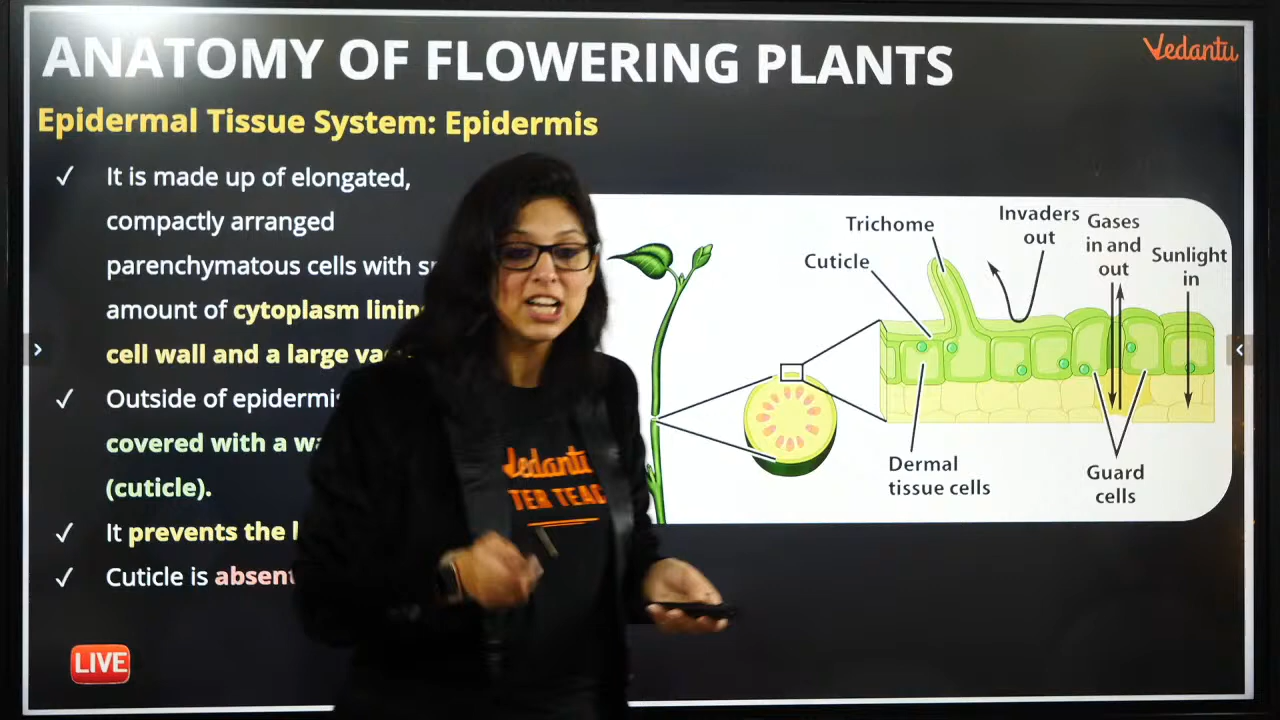 ANATOMY OF FLOWERING PLANTS
Vedantu
Epidermal Tissue System: Epidermis
✓ It is made up of elongated,
compactly arranged
parenchymatous cells with
amount of cytoplasm
cell wall and a large
✓ Outside of
covered with a
(cuticle).
✓ It prevents the
✓ Cuticle is absent
LIVE
Trichome
Cuticle
Invaders
out
Gases
in and
out
Sunlight
in
Dermal
tissue cells
Guard
cells
Vedantu